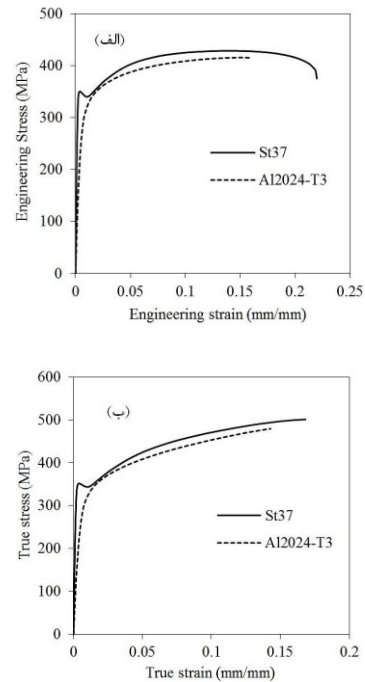 500
400
300
200
100
0
Engineering Stress (MPa)
(الف)
St37
Al2024-T3
0
0.05
0.1
0.15
0.2
0.25
Engineering strain (mm/mm)
600
500
400
300
200
100
0
True stress (MPa)
(ب)
St37
Al2024-T3
0
0.05
0.1
0.15
0.2
True strain (mm/mm)